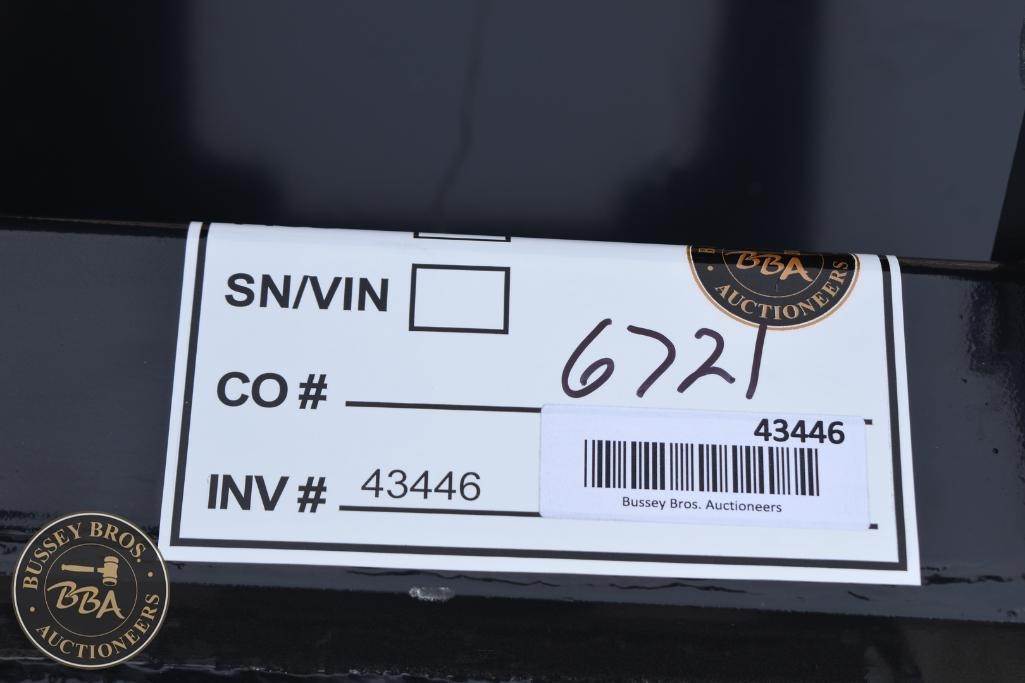 BBA
AUCTIONEERS
SN/VIN
6721
CO #
43446
INV # 43446
Bussey Bros. Auctioneers
BUSSEY BROS.
BBA
AUCTIONEERS